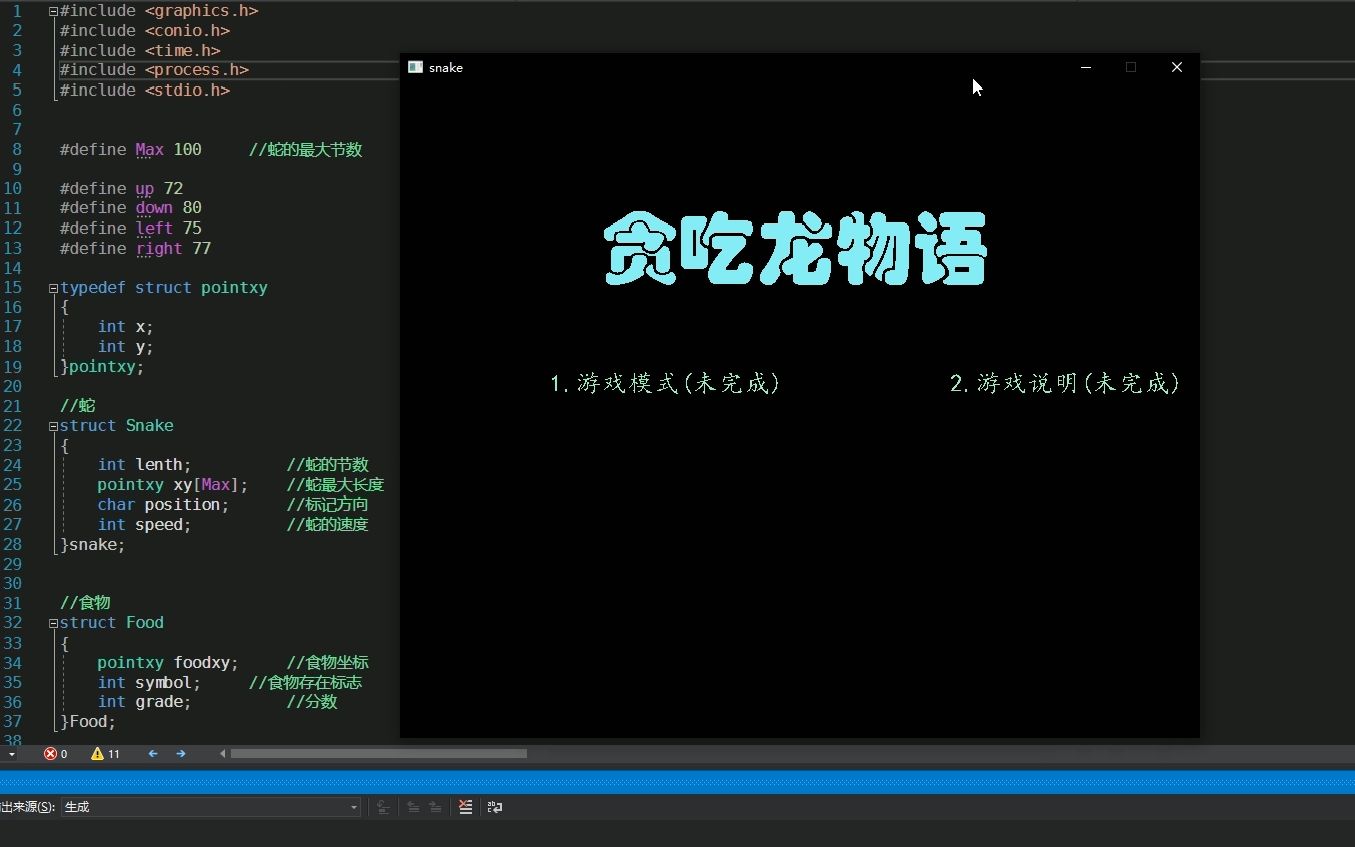 1 #include <graphics.h>
2 #include <conio.h>
3 #include <time.h>
4 #include <process.h>
5 #include <stdio.h>
6
7
8 #define Max 100 //蛇的最大节数
9
10 #define up 72
11 #define down 80
12 #define left 75
13 #define right 77
14
15 typedef struct pointxy
16 {
17 int x;
18 int y;
19 }pointxy;
20
21 //蛇
22 struct Snake
23 {
24 int lenth; //蛇的节数
25 pointxy xy[Max]; //蛇最大长度
26 char position; //标记方向
27 int speed; //蛇的速度
28 }snake;
29
30
31 //食物
32 struct Food
33 {
34 pointxy foodxy; //食物坐标
35 int symbol; //食物存在标志
36 int grade; //分数
37 }Food;
38
snake
贪吃龙物语
1.游戏模式(未完成) 2.游戏说明(未完成)
0 11
出来源(S): 生成